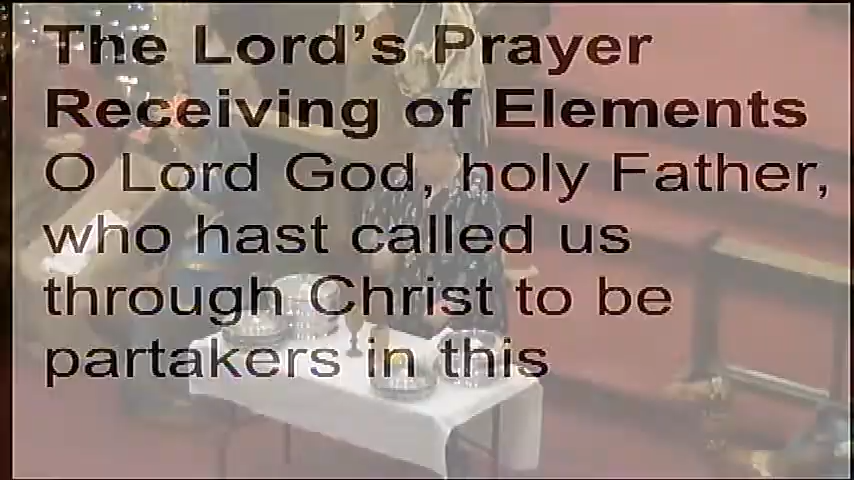 The Lord's Prayer
Receiving of Elements
O Lord God, holy Father,
who hast called us
through Christ to be
partakers in this